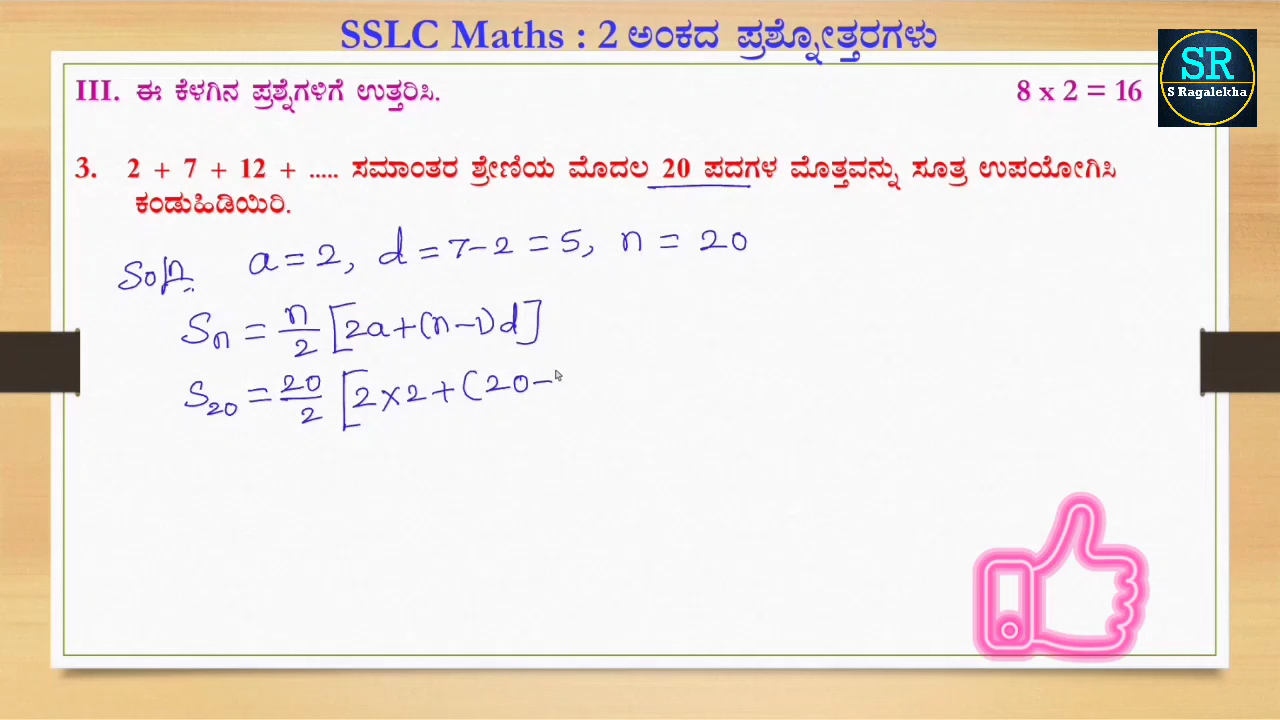 SSLC Maths : 2 ಅಂಕದ ಪ್ರಶ್ನೋತ್ತರಗಳು
SR
S Ragalekha
III. ಈ ಕೆಳಗಿನ ಪ್ರಶ್ನೆಗಳಿಗೆ ಉತ್ತರಿಸಿ. 8 x 2 = 16
3. 2 + 7 + 12 + ..... ಸಮಾಂತರ ಶ್ರೇಣಿಯ ಮೊದಲ 20 ಪದಗಳ ಮೊತ್ತವನ್ನು ಸೂತ್ರ ಉಪಯೋಗಿಸಿ
ಕಂಡುಹಿಡಿಯಿರಿ.
Soln. a = 2, d = 7-2 = 5, n = 20
Sn = n/2 [2a+(n-1)d]
S20 = 20/2 [2×2+(20-